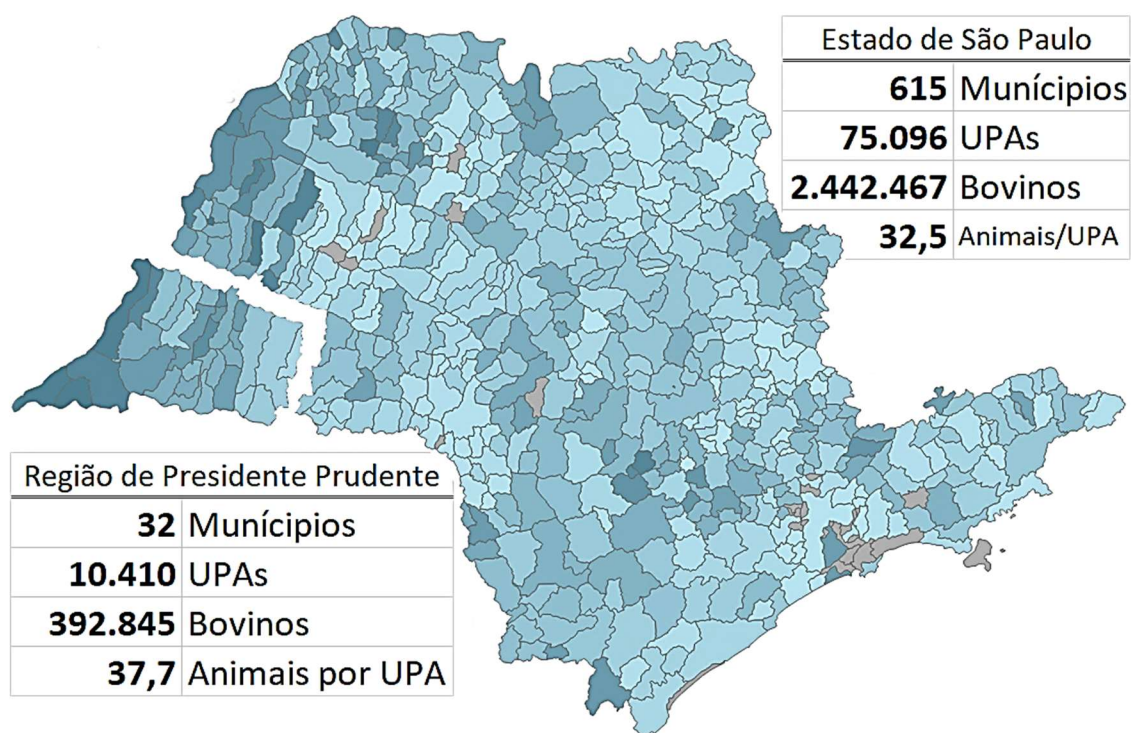 Estado de São Paulo
615 Munícipios
75.096 UPAs
2.442.467 Bovinos
32,5 Animais/UPA
Região de Presidente Prudente
32 Munícipios
10.410 UPAs
392.845 Bovinos
37,7 Animais por UPA